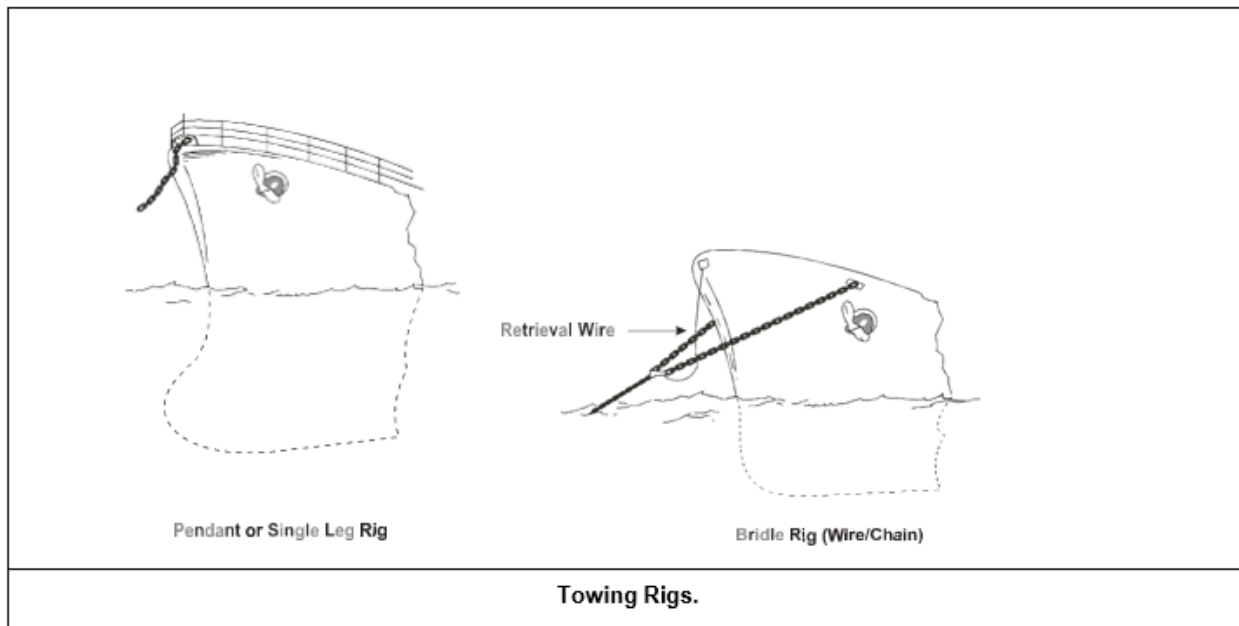 Retrieval Wire
Pendant or Single Leg Rig
Bridle Rig (Wire/Chain)
Towing Rigs.